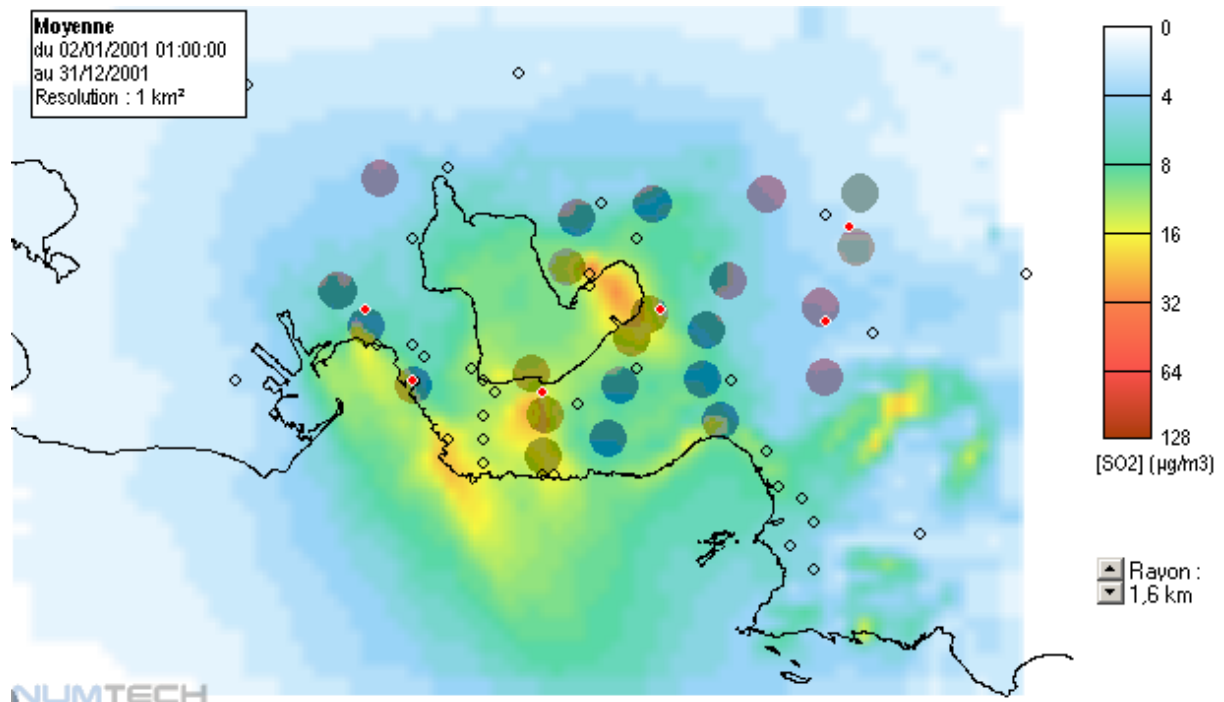 Moyenne
du 02/01/2001 01:00:00
au 31/12/2001
Resolution : 1 km²
0
4
8
16
32
64
128
[SO2] (µg/m3)
Rayon :
1,6 km
NUMTECH